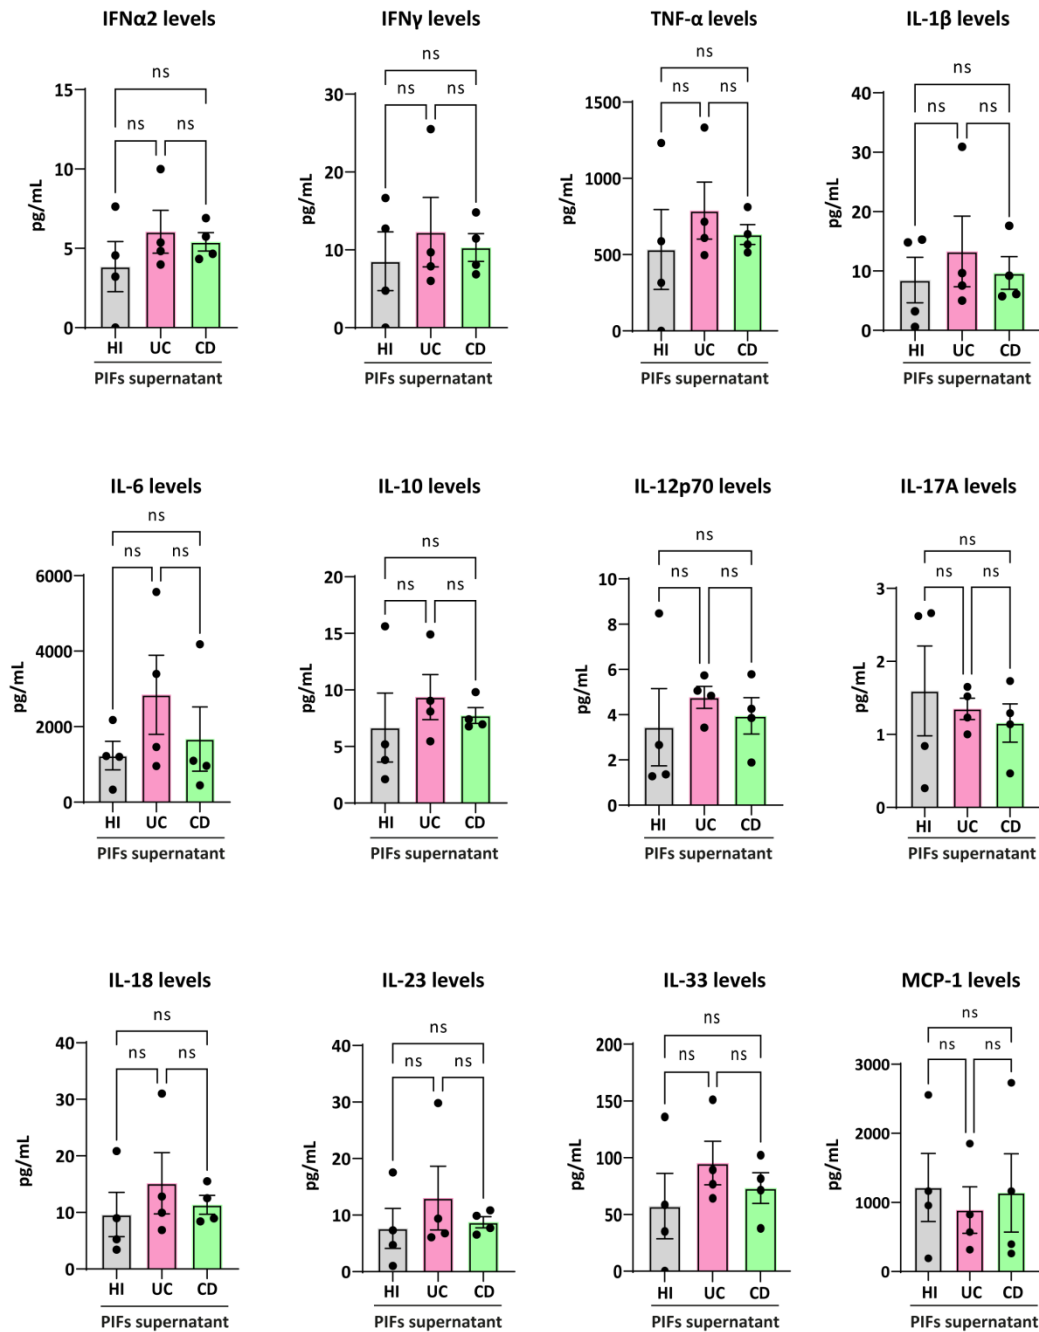 IFNα2 levels
ns
ns ns
15
10
5
0
pg/mL
HI UC CD
PIFs supernatant
IFNγ levels
ns
ns ns
30
20
10
0
pg/mL
HI UC CD
PIFs supernatant
TNF-α levels
ns
ns ns
1500
1000
500
0
pg/mL
HI UC CD
PIFs supernatant
IL-1β levels
ns
ns ns
40
30
20
10
0
pg/mL
HI UC CD
PIFs supernatant
IL-6 levels
ns
ns ns
6000
4000
2000
0
pg/mL
HI UC CD
PIFs supernatant
IL-10 levels
ns
ns ns
20
15
10
5
0
pg/mL
HI UC CD
PIFs supernatant
IL-12p70 levels
ns
ns ns
10
8
6
4
2
0
pg/mL
HI UC CD
PIFs supernatant
IL-17A levels
ns
ns ns
3
2
1
0
pg/mL
HI UC CD
PIFs supernatant
IL-18 levels
ns
ns ns
40
30
20
10
0
pg/mL
HI UC CD
PIFs supernatant
IL-23 levels
ns
ns ns
40
30
20
10
0
pg/mL
HI UC CD
PIFs supernatant
IL-33 levels
ns
ns ns
200
150
100
50
0
pg/mL
HI UC CD
PIFs supernatant
MCP-1 levels
ns
ns ns
3000
2000
1000
0
pg/mL
HI UC CD
PIFs supernatant